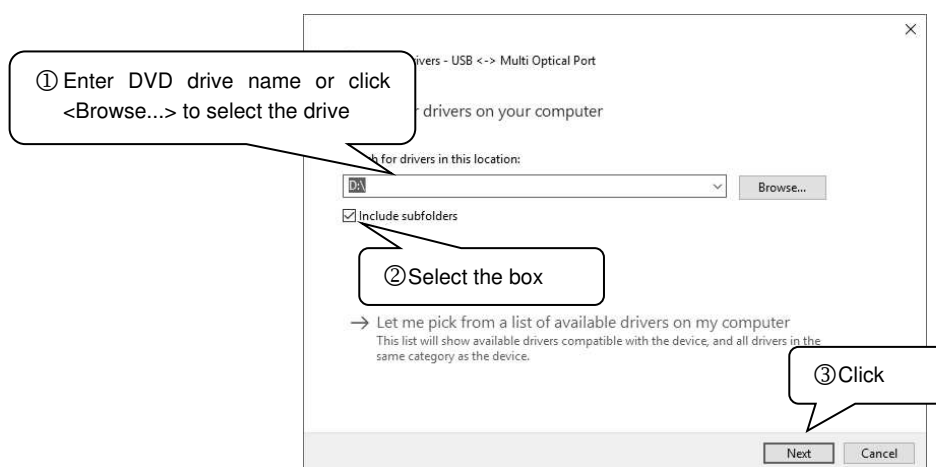 ① Enter DVD drive name or click
<Browse...> to select the drive
ivers - USB <-> Multi Optical Port
drivers on your computer
for drivers in this location:
D:\
Browse...
Include subfolders
②Select the box
→ Let me pick from a list of available drivers on my computer
This list will show available drivers compatible with the device, and all drivers in the
same category as the device.
③Click
Next
Cancel